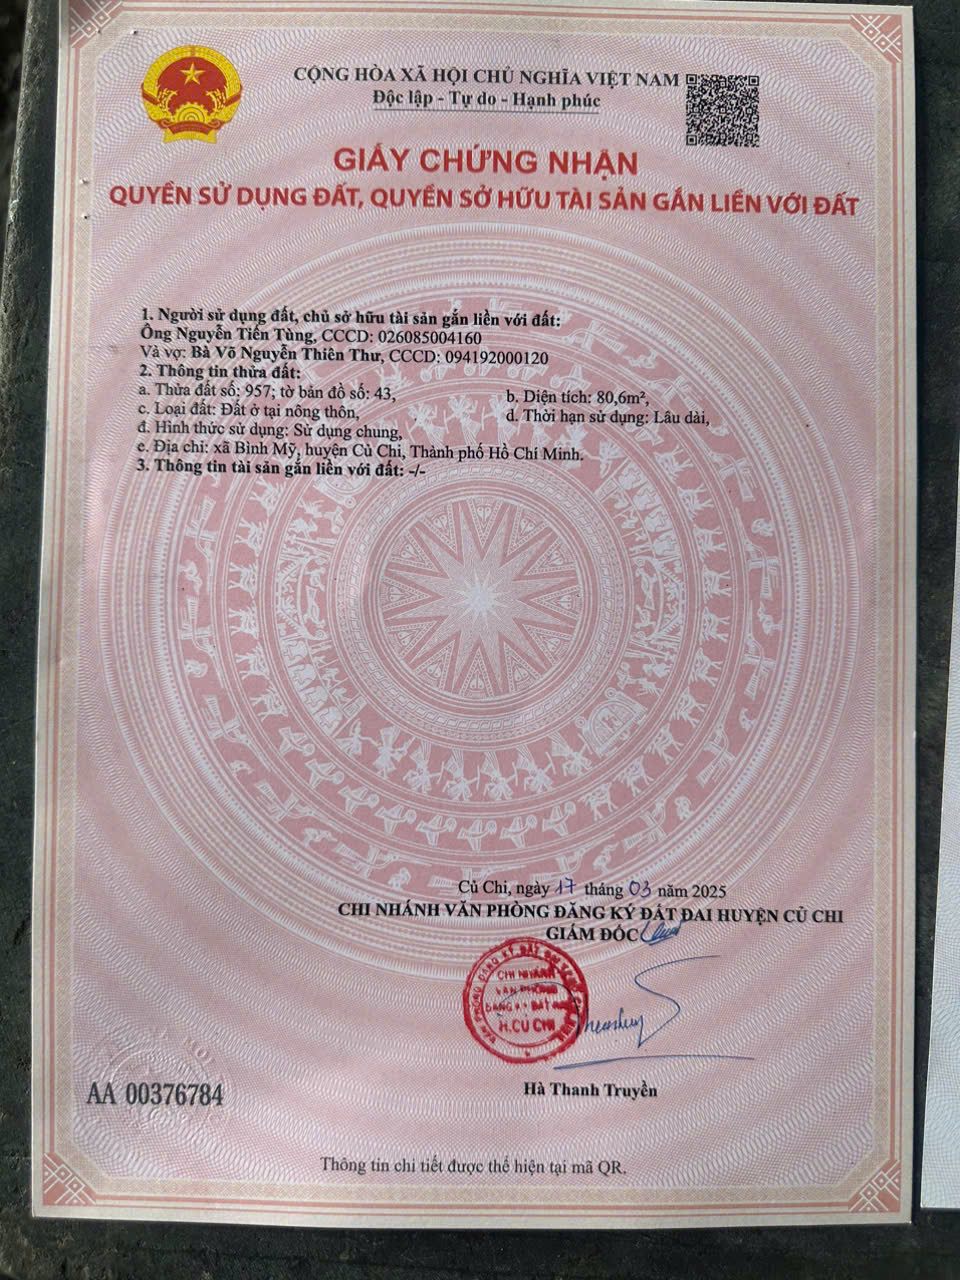 CỘNG HÒA XÃ HỘI CHỦ NGHĨA VIỆT NAM
Độc lập - Tự do - Hạnh phúc
GIẤY CHỨNG NHẬN
QUYỀN SỬ DỤNG ĐẤT, QUYỀN SỞ HỮU TÀI SẢN GẮN LIỀN VỚI ĐẤT
1. Người sử dụng đất, chủ sở hữu tài sản gắn liền với đất:
Ông Nguyễn Tiến Tùng, CCCD: 026085004160
Và vợ: Bà Võ Nguyễn Thiên Thư, CCCD: 094192000120
2. Thông tin thửa đất:
a. Thửa đất số: 957; tờ bản đồ số: 43, b. Diện tích: 80,6m²,
c. Loại đất: Đất ở tại nông thôn, d. Thời hạn sử dụng: Lâu dài,
đ. Hình thức sử dụng: Sử dụng chung,
e. Địa chỉ: xã Bình Mỹ, huyện Củ Chi, Thành phố Hồ Chí Minh.
3. Thông tin tài sản gắn liền với đất: -/-
Củ Chi, ngày 17 tháng 03 năm 2025
CHI NHÁNH VĂN PHÒNG ĐĂNG KÝ ĐẤT ĐAI HUYỆN CỦ CHI
GIÁM ĐỐC
CHI NHÁNH
VĂN PHÒNG
ĐĂNG KÝ ĐẤT ĐAI
H.CỦ CHI
Hà Thanh Truyền
AA 00376784
Thông tin chi tiết được thể hiện tại mã QR.